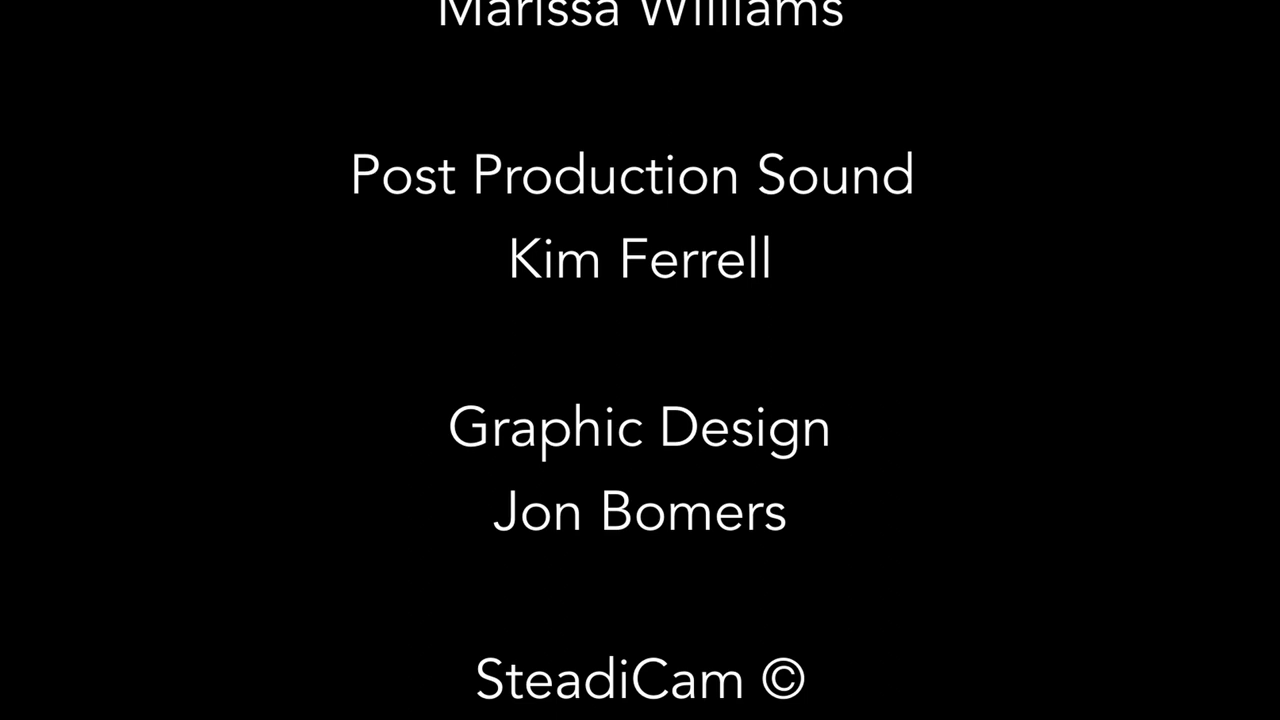 Marissa Williams
Post Production Sound
Kim Ferrell
Graphic Design
Jon Bomers
SteadiCam ©